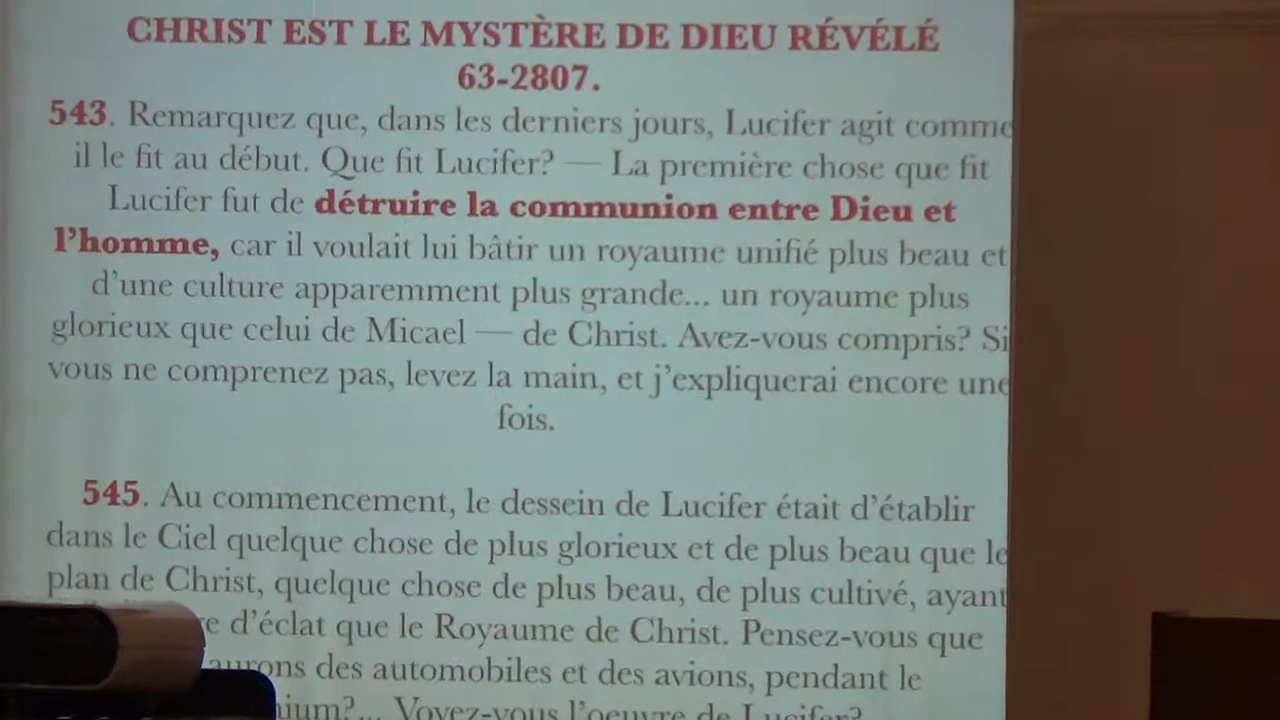 CHRIST EST LE MYSTÈRE DE DIEU RÉVÉLÉ
63-2807.
543. Remarquez que, dans les derniers jours, Lucifer agit comme
il le fit au début. Que fit Lucifer? — La première chose que fit
Lucifer fut de détruire la communion entre Dieu et
l'homme, car il voulait lui bâtir un royaume unifié plus beau et
d'une culture apparemment plus grande... un royaume plus
glorieux que celui de Micael — de Christ. Avez-vous compris? Si
vous ne comprenez pas, levez la main, et j'expliquerai encore une
fois.
545. Au commencement, le dessein de Lucifer était d'établir
dans le Ciel quelque chose de plus glorieux et de plus beau que le
plan de Christ, quelque chose de plus beau, de plus cultivé, ayant
d'éclat que le Royaume de Christ. Pensez-vous que
aurons des automobiles et des avions, pendant le
Voyez-vous l'oeuvre de Lucifer?